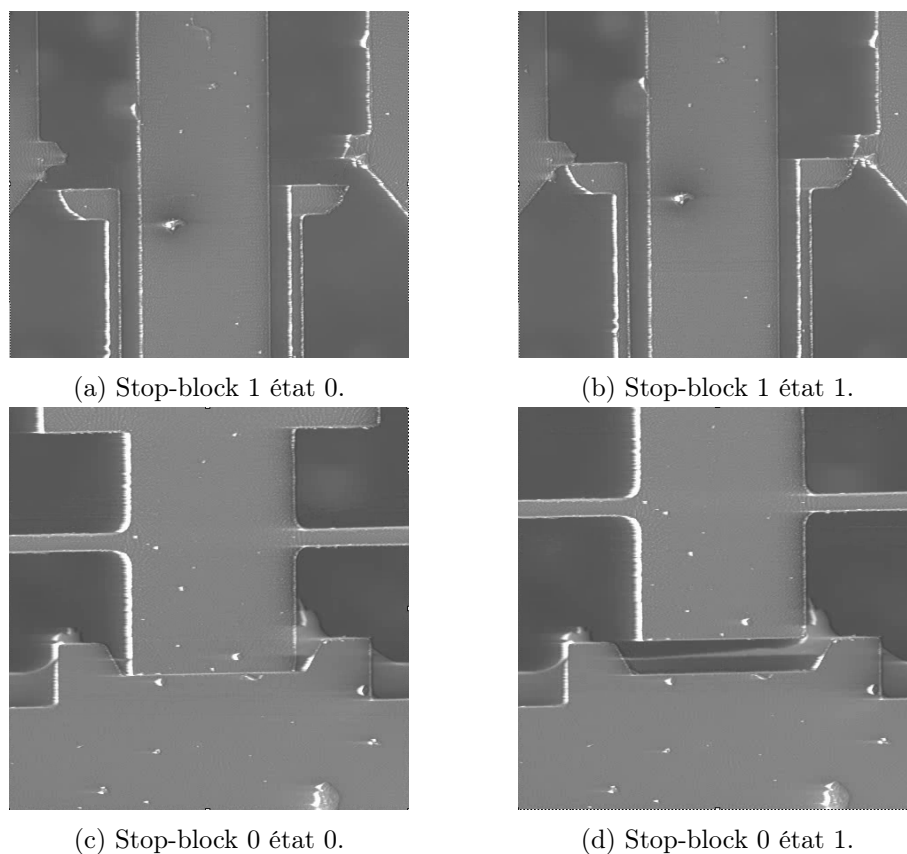 (a) Stop-block 1 état 0.
(b) Stop-block 1 état 1.
(c) Stop-block 0 état 0.
(d) Stop-block 0 état 1.